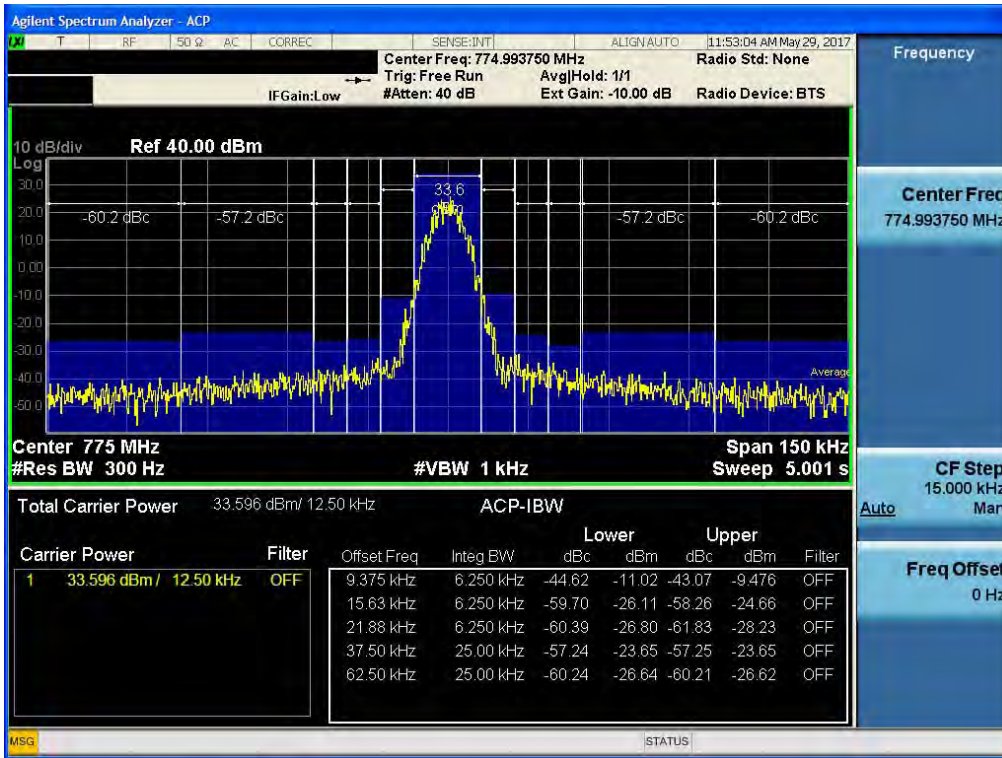 Agilent Spectrum Analyzer - ACP
LXI T RF 50 Ω AC CORREC SENSE:INT ALIGN AUTO 11:53:04 AM May 29, 2017
Center Freq: 774.993750 MHz Radio Std: None
Trig: Free Run Avg|Hold: 1/1
IFGain:Low #Atten: 40 dB Ext Gain: -10.00 dB Radio Device: BTS
10 dB/div Ref 40.00 dBm
Log
30.0
20.0
10.0
0.00
-10.0
-20.0
-30.0
-40.0
-50.0
33.6
-60.2 dBc -57.2 dBc -57.2 dBc -60.2 dBc
Average
Center 775 MHz Span 150 kHz
#Res BW 300 Hz #VBW 1 kHz Sweep 5.001 s
Total Carrier Power 33.596 dBm/ 12.50 kHz ACP-IBW
Lower Upper
Carrier Power Filter Offset Freq Integ BW dBc dBm dBc dBm Filter
1 33.596 dBm / 12.50 kHz OFF 9.375 kHz 6.250 kHz -44.62 -11.02 -43.07 -9.476 OFF
15.63 kHz 6.250 kHz -59.70 -26.11 -58.26 -24.66 OFF
21.88 kHz 6.250 kHz -60.39 -26.80 -61.83 -28.23 OFF
37.50 kHz 25.00 kHz -57.24 -23.65 -57.25 -23.65 OFF
62.50 kHz 25.00 kHz -60.24 -26.64 -60.21 -26.62 OFF
MSG STATUS
Frequency
Center Freq
774.993750 MHz
CF Step
15.000 kHz
Auto Man
Freq Offset
0 Hz